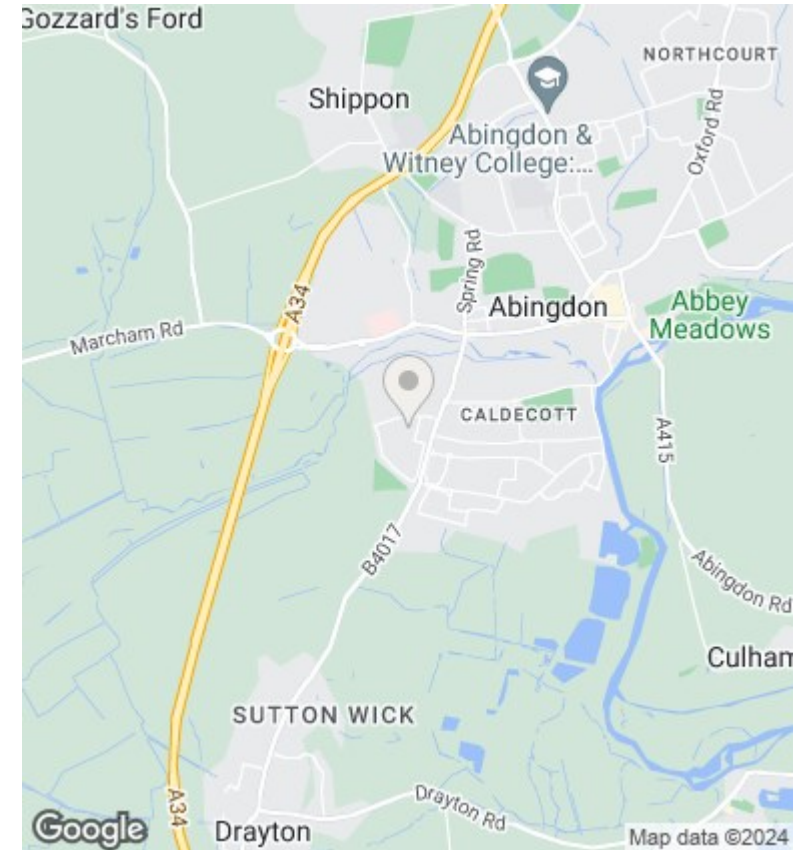 Gozzard's Ford
NORTHCOURT
Shippon
Abingdon &
Witney College:...
Oxford Rd
Spring Rd
A34
Abingdon
Abbey
Meadows
Marcham Rd
CALDECOTT
A415
B4017
Abingdon Rd
Culham
SUTTON WICK
A34
Drayton Rd
Google
Drayton
Map data ©2024